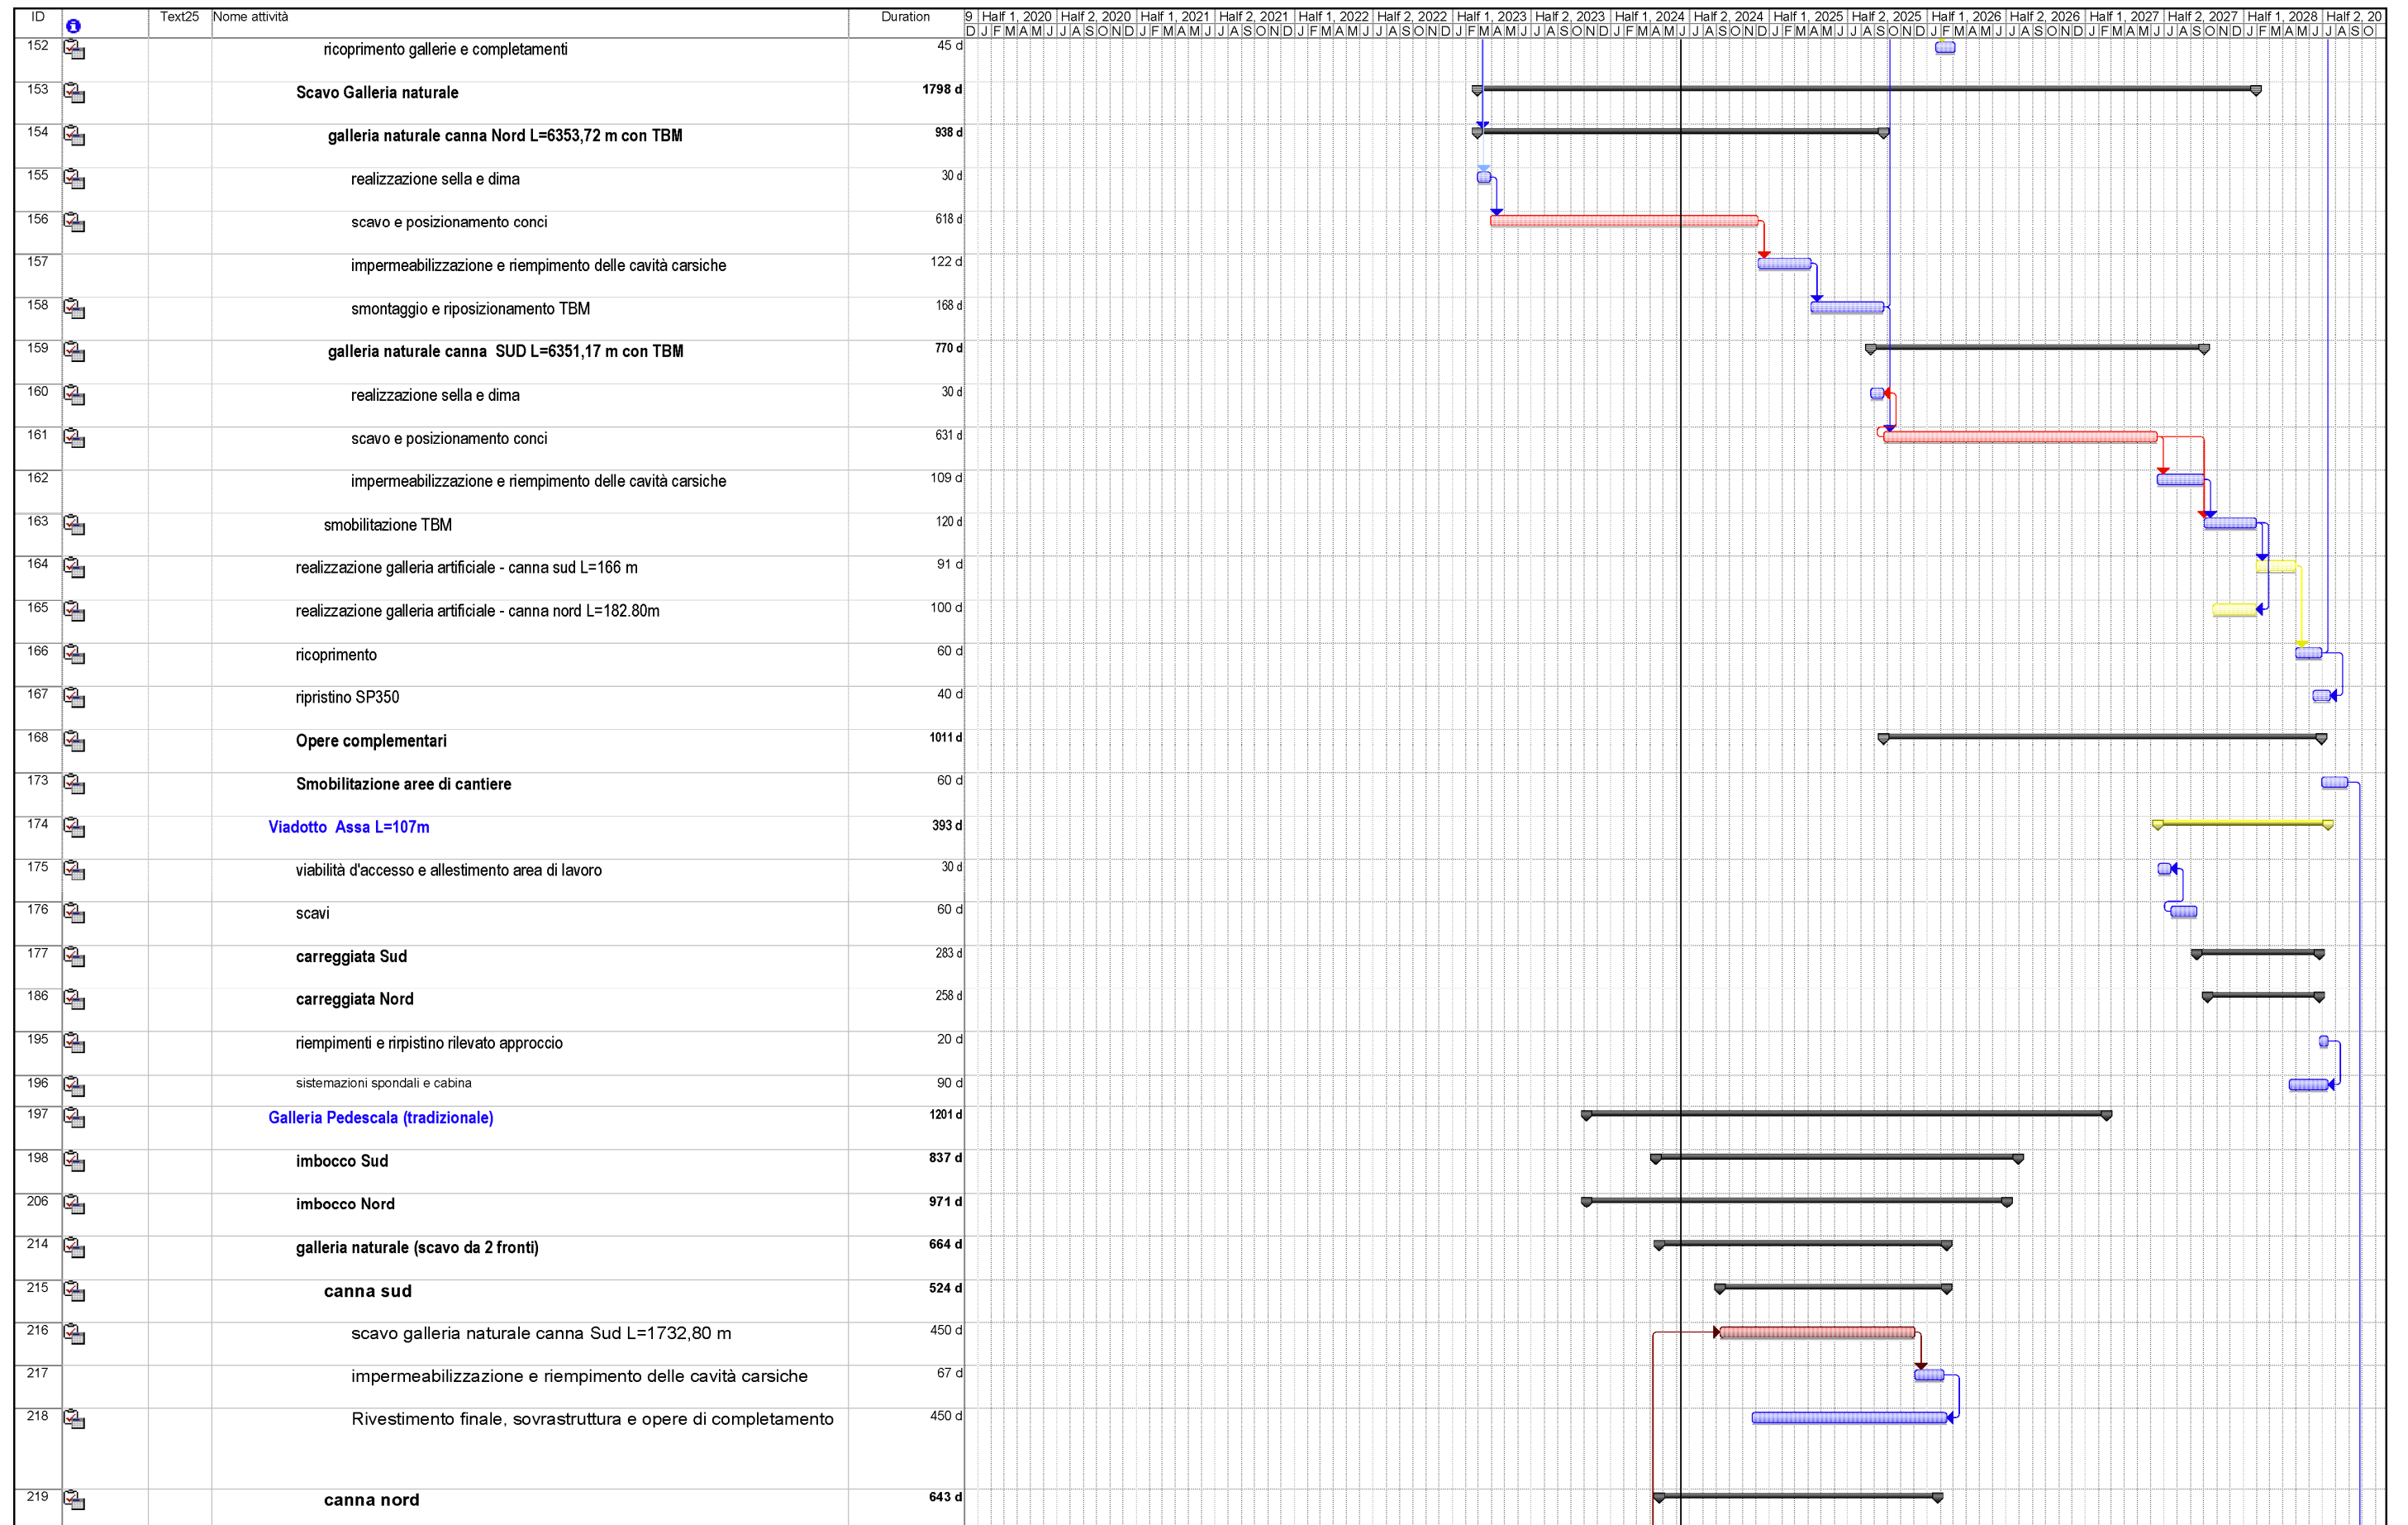 ID Text25 Nome attività Duration 9 Half 1, 2020 Half 2, 2020 Half 1, 2021 Half 2, 2021 Half 1, 2022 Half 2, 2022 Half 1, 2023 Half 2, 2023 Half 1, 2024 Half 2, 2024 Half 1, 2025 Half 2, 2025 Half 1, 2026 Half 2, 2026 Half 1, 2027 Half 2, 2027 Half 1, 2028 Half 2, 20
D J F M A M J J A S O N D J F M A M J J A S O N D J F M A M J J A S O N D J F M A M J J A S O N D J F M A M J J A S O N D J F M A M J J A S O N D J F M A M J J A S O N D J F M A M J J A S O N D J F M A M J J A S O
152 ricoprimento gallerie e completamenti 45 d
153 Scavo Galleria naturale 1798 d
154 galleria naturale canna Nord L=6353,72 m con TBM 938 d
155 realizzazione sella e dima 30 d
156 scavo e posizionamento conci 618 d
157 impermeabilizzazione e riempimento delle cavità carsiche 122 d
158 smontaggio e riposizionamento TBM 168 d
159 galleria naturale canna SUD L=6351,17 m con TBM 770 d
160 realizzazione sella e dima 30 d
161 scavo e posizionamento conci 631 d
162 impermeabilizzazione e riempimento delle cavità carsiche 109 d
163 smobilitazione TBM 120 d
164 realizzazione galleria artificiale - canna sud L=166 m 91 d
165 realizzazione galleria artificiale - canna nord L=182.80m 100 d
166 ricoprimento 60 d
167 ripristino SP350 40 d
168 Opere complementari 1011 d
173 Smobilitazione aree di cantiere 60 d
174 Viadotto Assa L=107m 393 d
175 viabilità d'accesso e allestimento area di lavoro 30 d
176 scavi 60 d
177 carreggiata Sud 283 d
186 carreggiata Nord 258 d
195 riempimenti e rirpistino rilevato approccio 20 d
196 sistemazioni spondali e cabina 90 d
197 Galleria Pedescala (tradizionale) 1201 d
198 imbocco Sud 837 d
206 imbocco Nord 971 d
214 galleria naturale (scavo da 2 fronti) 664 d
215 canna sud 524 d
216 scavo galleria naturale canna Sud L=1732,80 m 450 d
217 impermeabilizzazione e riempimento delle cavità carsiche 67 d
218 Rivestimento finale, sovrastruttura e opere di completamento 450 d
219 canna nord 643 d